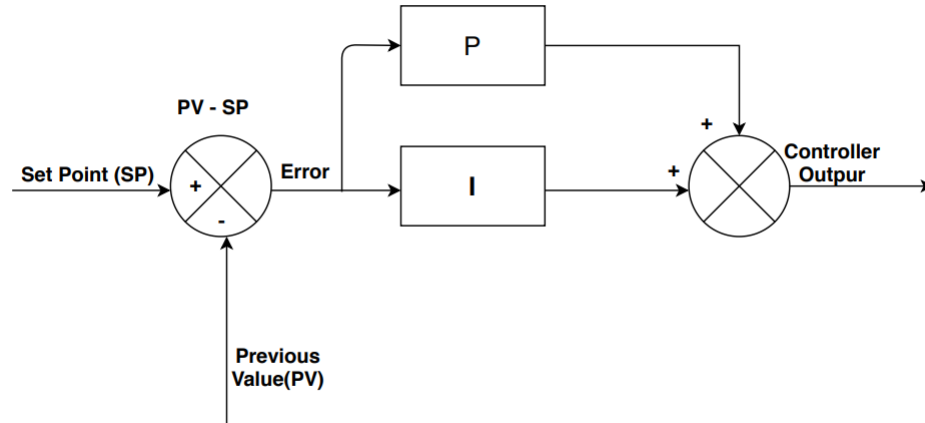 P
PV - SP
+
Controller
Outpur
Set Point (SP)
+
Error
I
+
-
Previous
Value(PV)